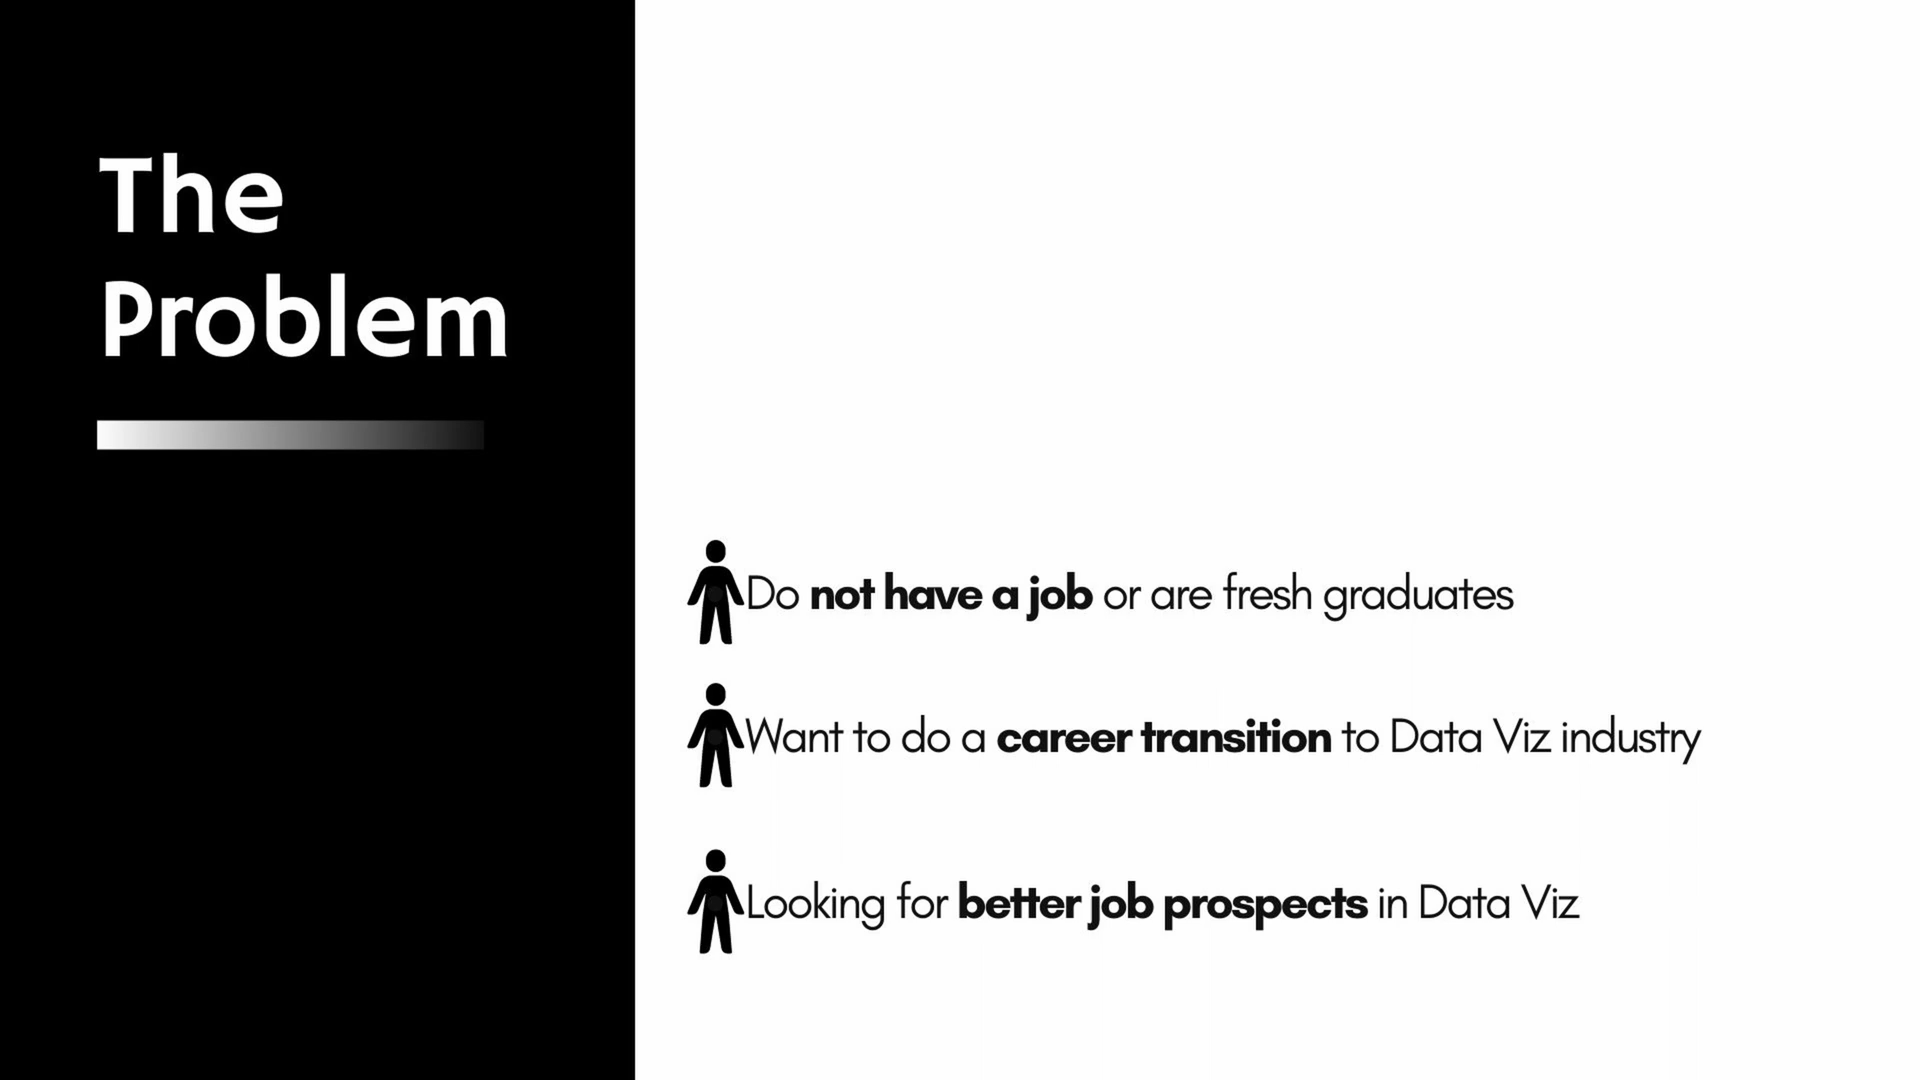 The
Problem
Do not have a job or are fresh graduates
Want to do a career transition to Data Viz industry
Looking for better job prospects in Data Viz